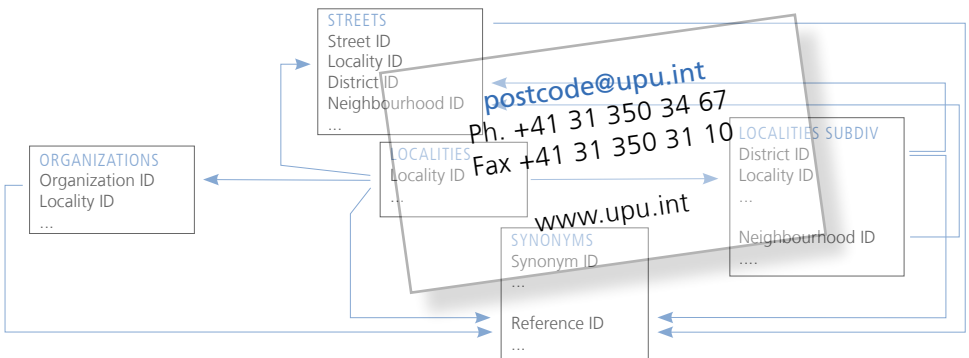 STREETS
Street ID
Locality ID
District ID
Neighbourhood ID
...
ORGANIZATIONS
Organization ID
Locality ID
...
LOCALITIES
Locality ID
...
LOCALITIES SUBDIV
District ID
Locality ID
...
Neighbourhood ID
....
SYNONYMS
Synonym ID
...
Reference ID
...
postcode@upu.int
Ph. +41 31 350 34 67
Fax +41 31 350 31 10
www.upu.int